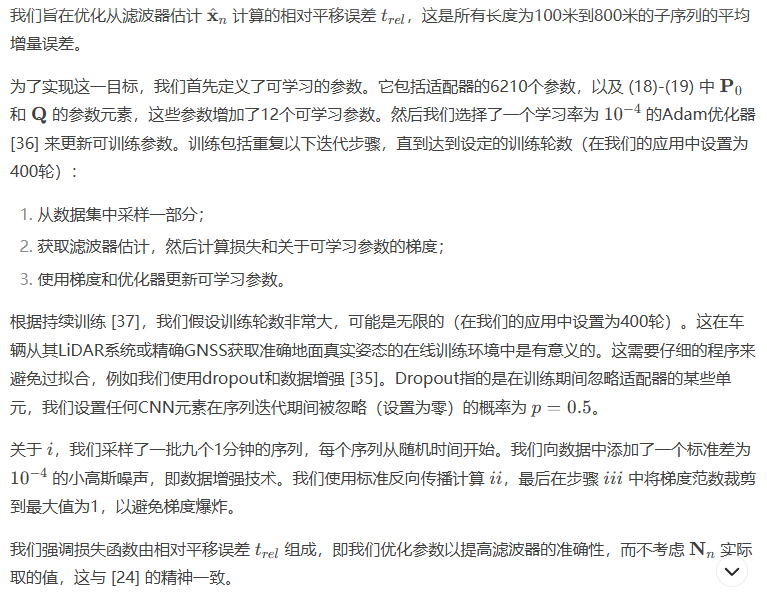 我们旨在优化从滤波器估计 x̂ₙ 计算的相对平移误差 t_rel，这是所有长度为100米到800米的子序列的平均
增量误差。
为了实现这一目标，我们首先定义了可学习的参数。它包括适配器的6210个参数，以及 (18)-(19) 中 P₀
和 Q 的参数元素，这些参数增加了12个可学习参数。然后我们选择了一个学习率为 10⁻⁴ 的Adam优化器
[36] 来更新可训练参数。训练包括重复以下迭代步骤，直到达到设定的训练轮数（在我们的应用中设置为
400轮）：
1. 从数据集中采样一部分；
2. 获取滤波器估计，然后计算损失和关于可学习参数的梯度；
3. 使用梯度和优化器更新可学习参数。
根据持续训练 [37]，我们假设训练轮数非常大，可能是无限的（在我们的应用中设置为400轮）。这在车
辆从其LiDAR系统或精确GNSS获取准确地面真实姿态的在线训练环境中是有意义的。这需要仔细的程序来
避免过拟合，例如我们使用dropout和数据增强 [35]。Dropout指的是在训练期间忽略适配器的某些单
元，我们设置任何CNN元素在序列迭代期间被忽略（设置为零）的概率为 p = 0.5。
关于 i，我们采样了一批九个1分钟的序列，每个序列从随机时间开始。我们向数据中添加了一个标准差为
10⁻⁴ 的小高斯噪声，即数据增强技术。我们使用标准反向传播计算 ii，最后在步骤 iii 中将梯度范数裁剪
到最大值为1，以避免梯度爆炸。
我们强调损失函数由相对平移误差 t_rel 组成，即我们优化参数以提高滤波器的准确性，而不考虑 Nₙ 实际
取的值，这与 [24] 的精神一致。